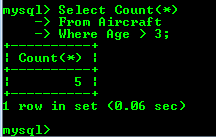 mysql> Select Count(*)
    -> From Aircraft
    -> Where Age > 3;
+----------+
| Count(*) |
+----------+
|        5 |
+----------+
1 row in set (0.06 sec)
mysql>